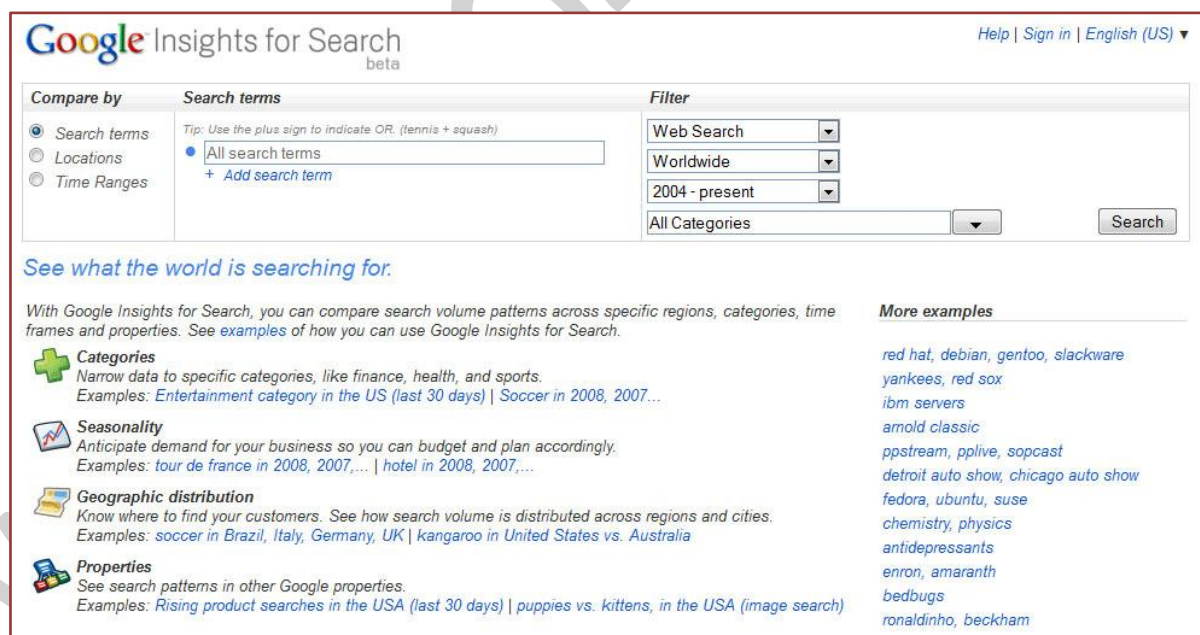 Google Insights for Search
beta
Help | Sign in | English (US) ▼
Compare by
Search terms
Locations
Time Ranges
Search terms
Tip: Use the plus sign to indicate OR. (tennis + squash)
All search terms
+ Add search term
Filter
Web Search
Worldwide
2004 - present
All Categories
Search
See what the world is searching for.
With Google Insights for Search, you can compare search volume patterns across specific regions, categories, time
frames and properties. See examples of how you can use Google Insights for Search.
Categories
Narrow data to specific categories, like finance, health, and sports.
Examples: Entertainment category in the US (last 30 days) | Soccer in 2008, 2007...
Seasonality
Anticipate demand for your business so you can budget and plan accordingly.
Examples: tour de france in 2008, 2007,... | hotel in 2008, 2007,...
Geographic distribution
Know where to find your customers. See how search volume is distributed across regions and cities.
Examples: soccer in Brazil, Italy, Germany, UK | kangaroo in United States vs. Australia
Properties
See search patterns in other Google properties.
Examples: Rising product searches in the USA (last 30 days) | puppies vs. kittens, in the USA (image search)
More examples
red hat, debian, gentoo, slackware
yankees, red sox
ibm servers
arnold classic
ppstream, pplive, sopcast
detroit auto show, chicago auto show
fedora, ubuntu, suse
chemistry, physics
antidepressants
enron, amaranth
bedbugs
ronaldinho, beckham